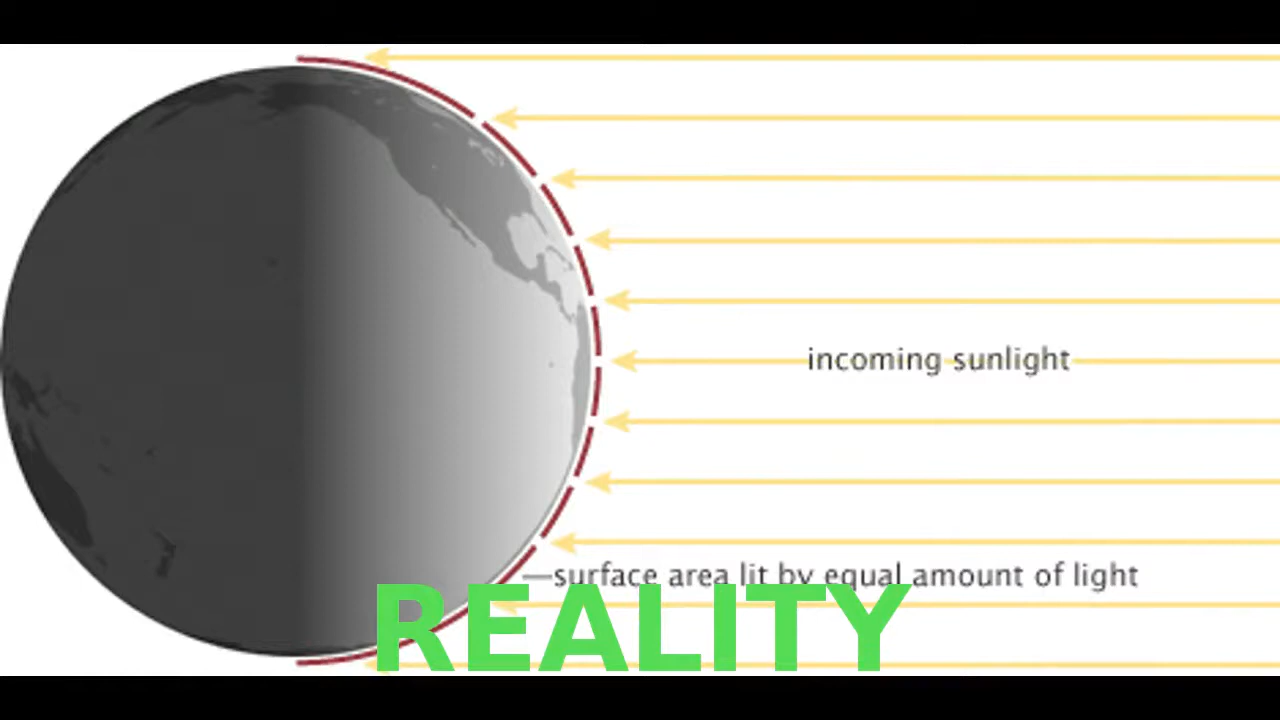 incoming sunlight
—surface area lit by equal amount of light
REALITY